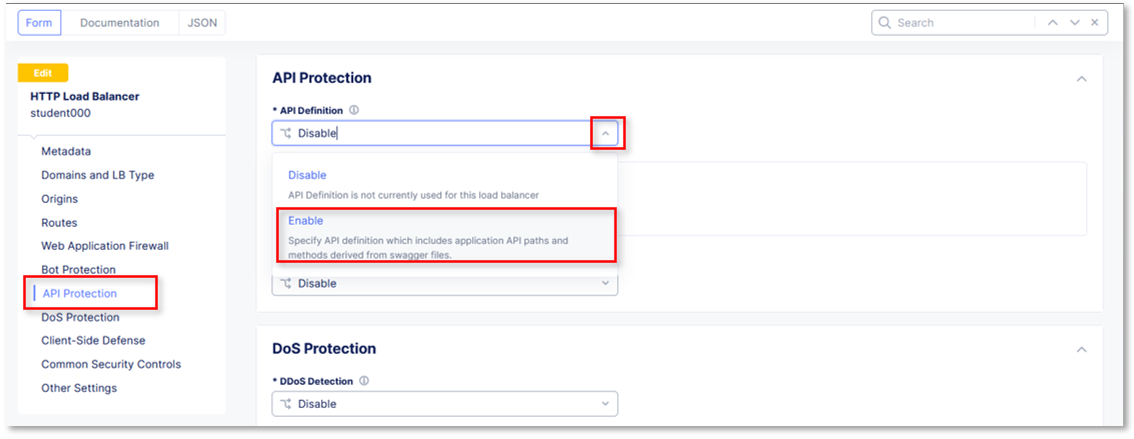 Form
Documentation
JSON
Search
Edit
HTTP Load Balancer
student000
Metadata
Domains and LB Type
Origins
Routes
Web Application Firewall
Bot Protection
API Protection
DoS Protection
Client-Side Defense
Common Security Controls
Other Settings
API Protection
* API Definition
Disable
Disable
API Definition is not currently used for this load balancer
Enable
Specify API definition which includes application API paths and
methods derived from swagger files.
Disable
DoS Protection
* DDoS Detection
Disable